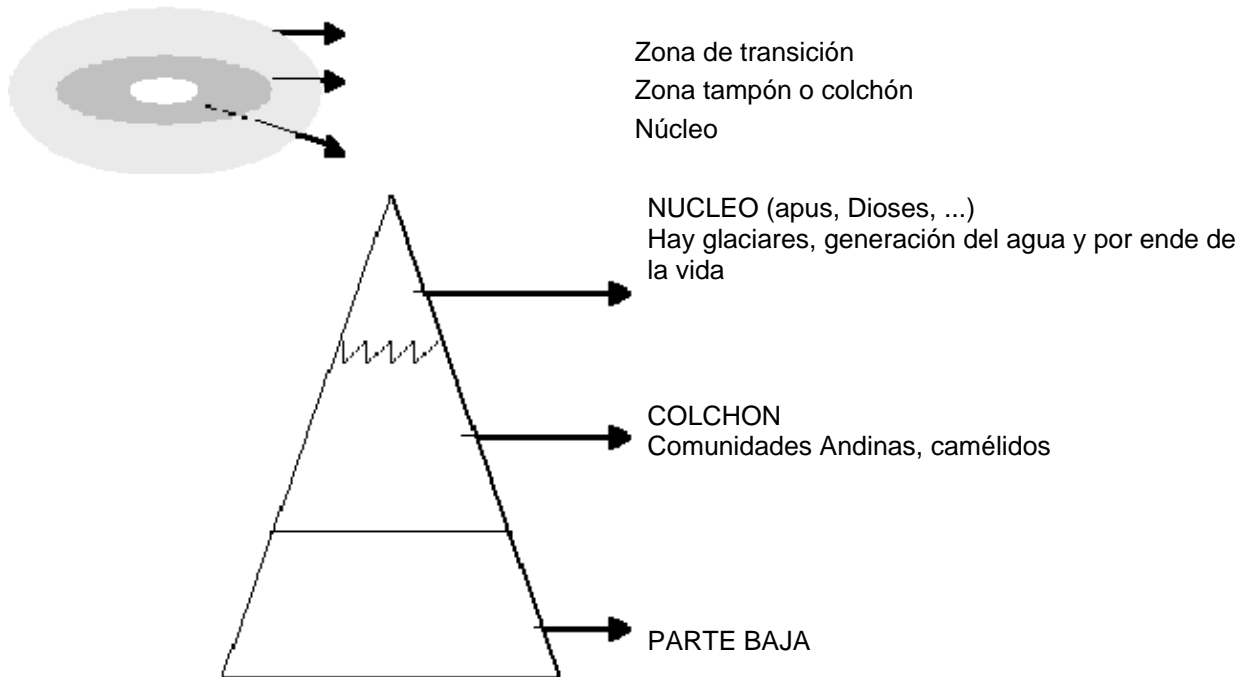 Zona de transición
Zona tampón o colchón
Núcleo
NUCLEO (apus, Dioses, ...)
Hay glaciares, generación del agua y por ende de
la vida
COLCHON
Comunidades Andinas, camélidos
PARTE BAJA